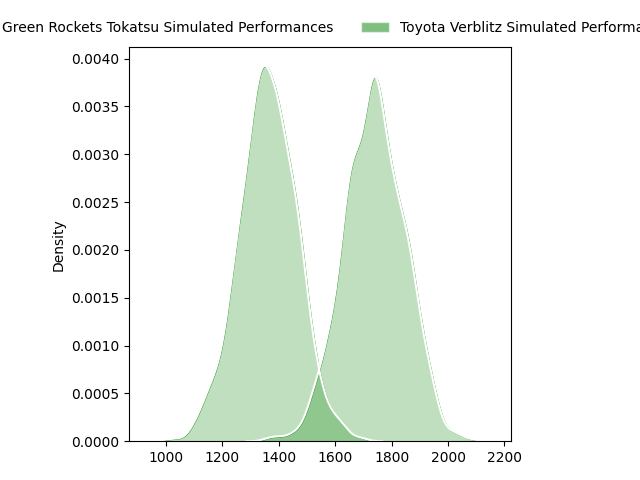 Green Rockets Tokatsu Simulated Performances
Toyota Verblitz Simulated Performa
0.0040
0.0035
0.0030
0.0025
0.0020
0.0015
0.0010
0.0005
0.0000
Density
1000 1200 1400 1600 1800 2000 2200